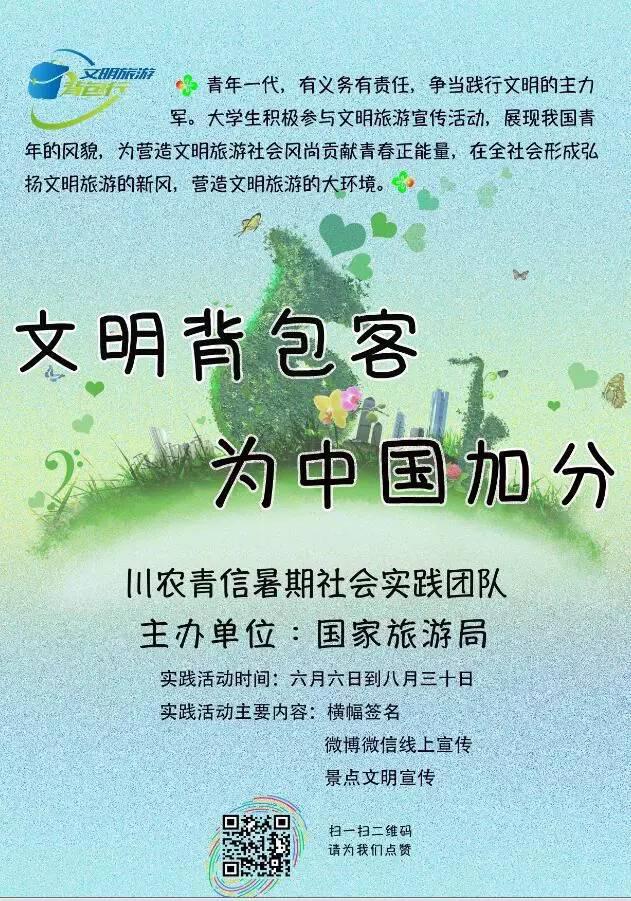 文明旅游
背包行
青年一代，有义务有责任，争当践行文明的主力
军。大学生积极参与文明旅游宣传活动，展现我国青
年的风貌，为营造文明旅游社会风尚贡献青春正能量，在全社会形成弘
扬文明旅游的新风，营造文明旅游的大环境。
文明背包客
为中国加分
川农青信暑期社会实践团队
主办单位：国家旅游局
实践活动时间：六月六日到八月三十日
实践活动主要内容：横幅签名
微博微信线上宣传
景点文明宣传
扫一扫二维码
请为我们点赞